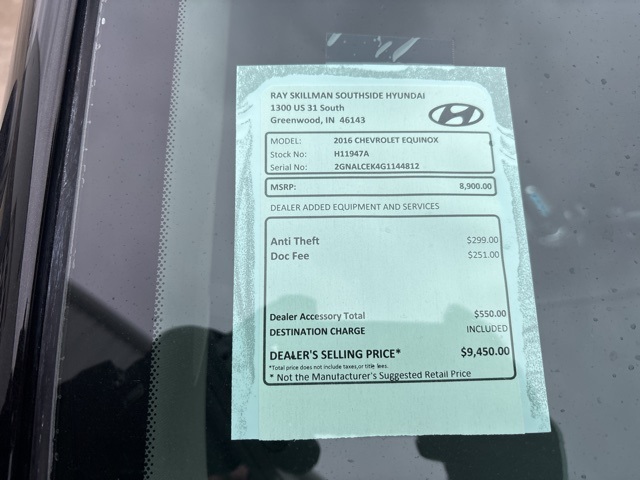 RAY SKILLMAN SOUTHSIDE HYUNDAI
1300 US 31 South
Greenwood, IN 46143
MODEL: 2016 CHEVROLET EQUINOX
Stock No: H11947A
Serial No: 2GNALCEK4G1144812
MSRP: 8,900.00
DEALER ADDED EQUIPMENT AND SERVICES
Anti Theft $299.00
Doc Fee $251.00
Dealer Accessory Total $550.00
DESTINATION CHARGE INCLUDED
DEALER'S SELLING PRICE* $9,450.00
*Total price does not include taxes,or title fees.
* Not the Manufacturer's Suggested Retail Price